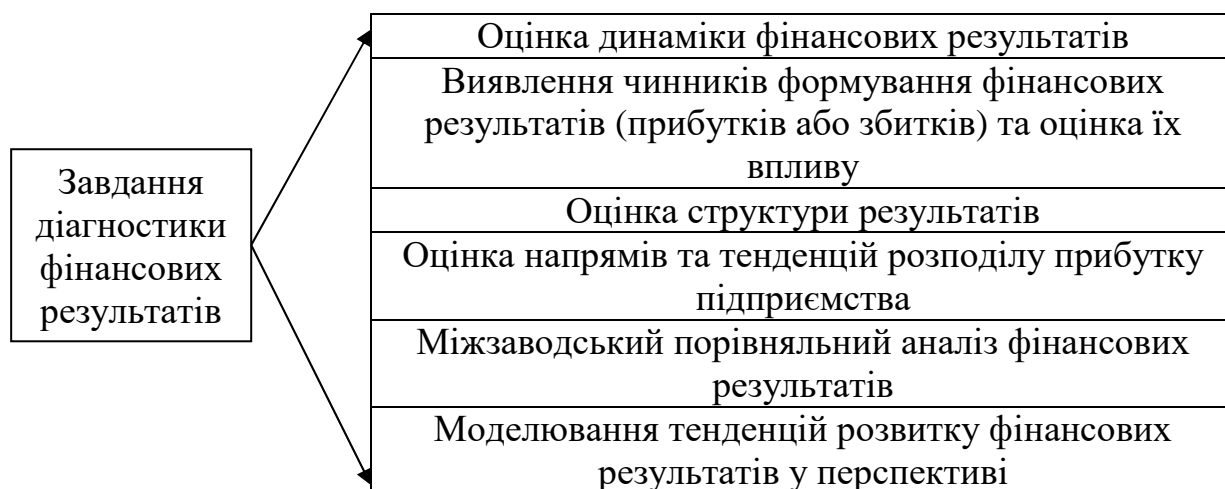 Завдання
діагностики
фінансових
результатів
Оцінка динаміки фінансових результатів
Виявлення чинників формування фінансових
результатів (прибутків або збитків) та оцінка їх
впливу
Оцінка структури результатів
Оцінка напрямів та тенденцій розподілу прибутку
підприємства
Міжзаводський порівняльний аналіз фінансових
результатів
Моделювання тенденцій розвитку фінансових
результатів у перспективі